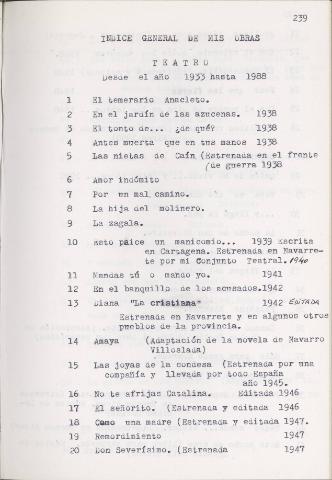 239
INDICE GENERAL DE MIS OBRAS
T E A T R O
Desde el año 1933 hasta 1988
1 El temerario Anacleto.
2 En el jardín de las azucenas. 1938
3 El tonto de... ¿de qué? 1938
4 Antes muerta que en tus manos 1938
5 Las nietas de Caín (Estrenada en el frente
(de guerra 1938
6 Amor indómito
7 Por un mal camino.
8 La hija del molinero.
9 La zagala.
10 Esto páice un manicomio... 1939 Escrita
en Cartagena. Estrenada en Navarre-
te por mi Conjunto Teatral. 1940
11 Mandas tú o mando yo. 1941
12 En el banquillo de los acusados.1942
13 Diana "La cristiana" 1942 EDITADA
Estrenada en Navarrete y en algunos otros
pueblos de la provincia.
14 Amaya (Adaptación de la novela de Navarro
Villoslada)
15 Las joyas de la condesa (Estrenada por una
compañía y llevada por todo España
año 1945.
16 No te afrijas Catalina. Editada 1946
17 El señorito. (Estrenada y editada 1946
18 Como una madre (Estrenada y editada 1947.
19 Remordimiento 1947
20 Don Severísimo. (Estrenada 1947